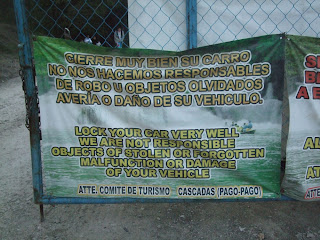 CIERRE MUY BIEN SU CARRO
NO NOS HACEMOS RESPONSABLES
DE ROBO U OBJETOS OLVIDADOS
AVERÍA O DAÑO DE SU VEHICULO.
LOCK YOUR CAR VERY WELL
WE ARE NOT RESPONSIBLE
OBJECTS OF STOLEN OR FORGOTTEN
MALFUNCTION OR DAMAGE
OF YOUR VEHICLE
ATTE. COMITE DE TURISMO - CASCADAS (PAGO-PAGO)